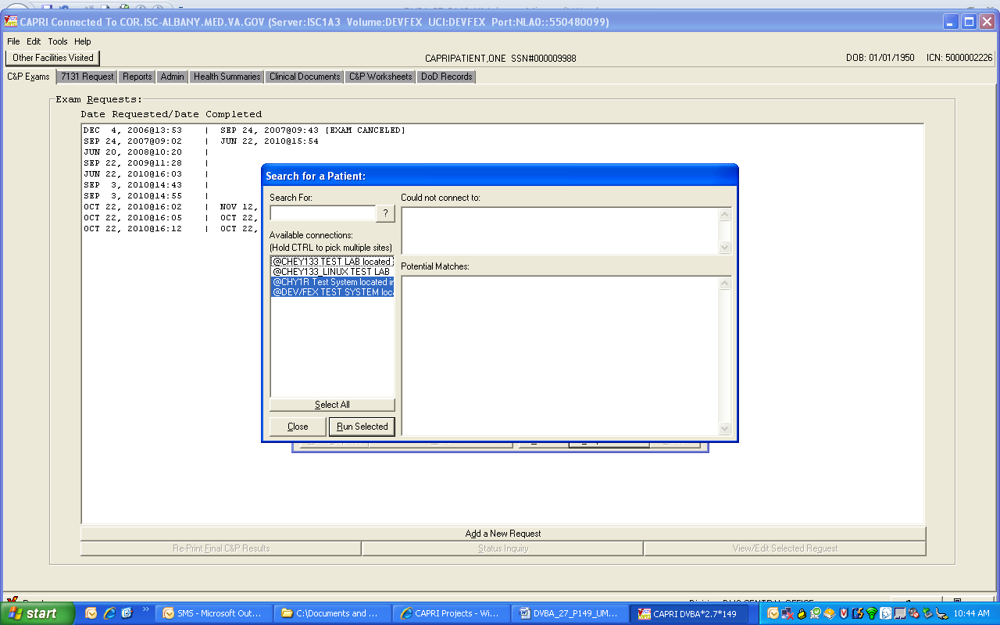 CAPRI Connected To COR.ISC-ALBANY.MED.VA.GOV (Server:ISC1A3 Volume:DEVFEX UCI:DEVFEX Port:NLA0::550480099)
File Edit Tools Help
Other Facilities Visited CAPRIPATIENT,ONE SSN#000009988 DOB: 01/01/1950 ICN: 5000002226
C&P Exams 7131 Request Reports Admin Health Summaries Clinical Documents C&P Worksheets DoD Records
Exam Requests:
Date Requested/Date Completed
DEC 4, 2006@13:53 | SEP 24, 2007@09:43 [EXAM CANCELED]
SEP 24, 2007@09:02 | JUN 22, 2010@15:54
JUN 20, 2008@10:20 |
SEP 22, 2009@11:28 |
JUN 22, 2010@16:03 |
SEP 3, 2010@14:43 |
SEP 3, 2010@14:55 |
OCT 22, 2010@16:02 | NOV 12,
OCT 22, 2010@16:05 | OCT 22,
OCT 22, 2010@16:12 | OCT 22,
Search for a Patient:
Search For:
?
Available connections:
(Hold CTRL to pick multiple sites)
@CHEY133 TEST LAB located
@CHEY133_LINUX TEST LAB
@CHY1R Test System located in
@DEV/FEX TEST SYSTEM loc
Select All
Close Run Selected
Could not connect to:
Potential Matches:
Add a New Request
Re-Print Final C&P Results Status Inquiry View/Edit Selected Request
start SMS - Microsoft Out... C:\Documents and ... CAPRI Projects - Wi... DVBA_27_P149_UM... CAPRI DVBA*2.7*149 10:44 AM